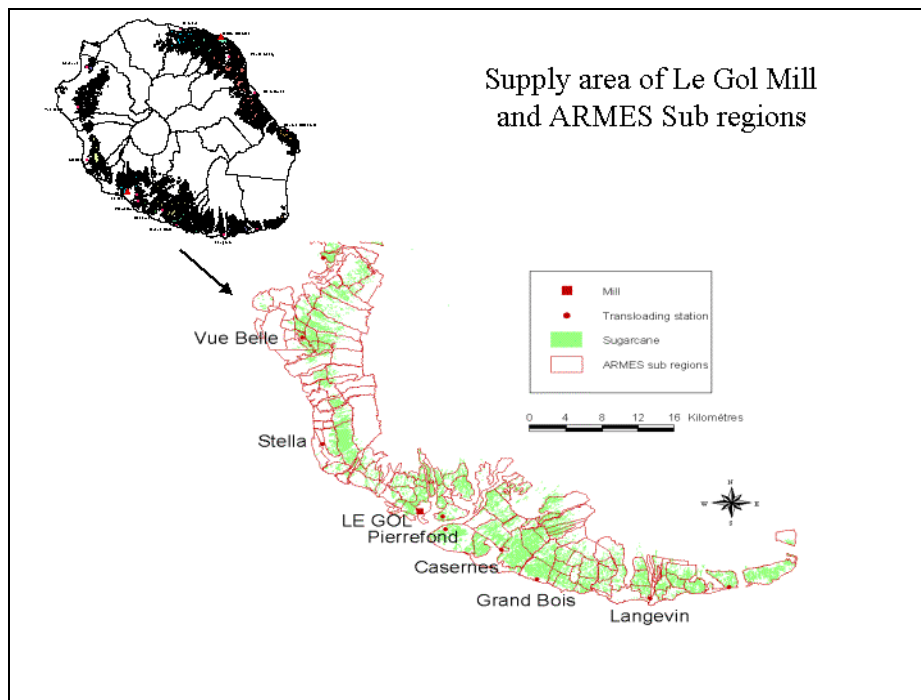 Supply area of Le Gol Mill
and ARMES Sub regions
Mill
Transloading station
Sugarcane
ARMES sub regions
0 4 8 12 16 Kilométres
Vue Belle
Stella
N
W E
S
LE GOL
Pierrefond
Casernes
Grand Bois
Langevin